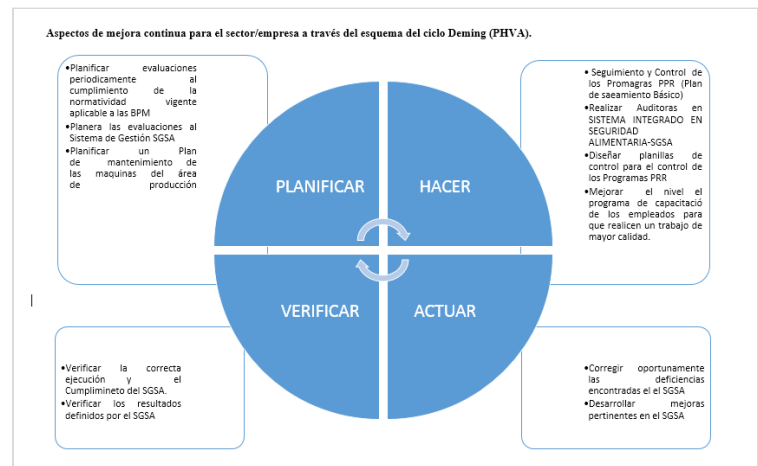 Aspectos de mejora continua para el sector/empresa a través del esquema del ciclo Deming (PHVA).
•Planificar evaluaciones
periodicamente al
cumplimiento de la
normatividad vigente
aplicable a las BPM
•Planera las evaluaciones al
Sistema de Gestión SGSA
•Planificar un Plan
de mantenimiento de
las maquinas del área
de producción
PLANIFICAR
HACER
• Seguimiento y Control de
los Promagras PPR (Plan
de saeamiento Básico)
•Realizar Auditoras en
SISTEMA INTEGRADO EN
SEGURIDAD
ALIMENTARIA-SGSA
•Diseñar planillas de
control para el control de
los Programas PRR
•Mejorar el nivel el
programa de capacitació
de los empleados para
que realicen un trabajo de
mayor calidad.
VERIFICAR
ACTUAR
•Verificar la correcta
ejecución y el
Cumplimineto del SGSA.
•Verificar los resultados
definidos por el SGSA
•Corregir oportunamente
las deficiencias
encontradas el el SGSA
•Desarrollar mejoras
pertinentes en el SGSA